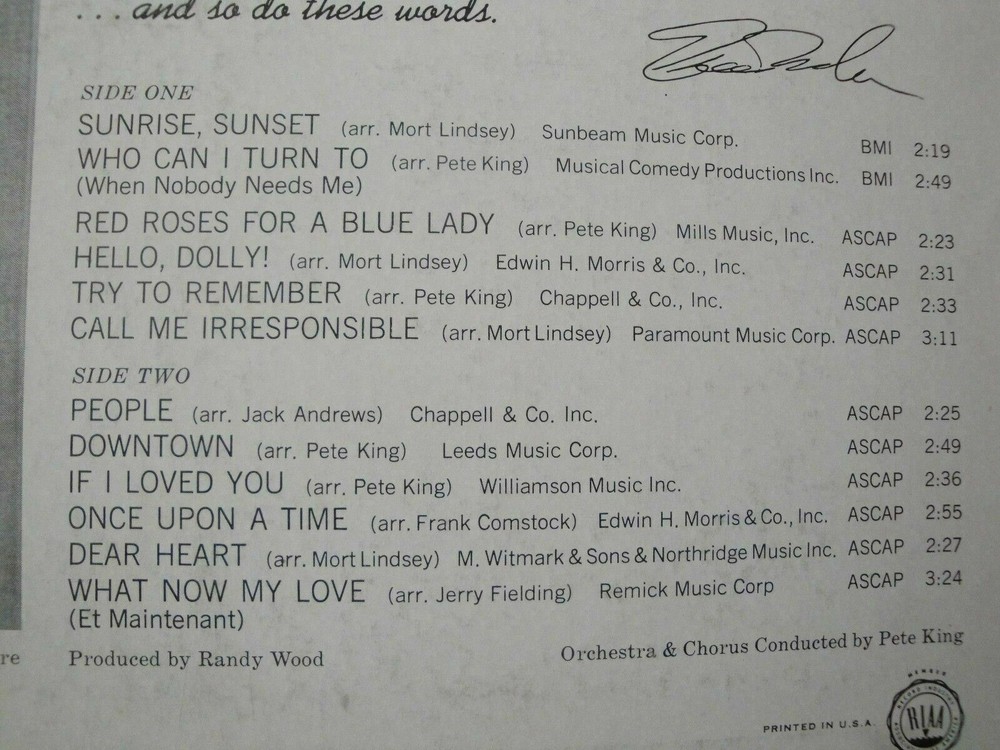 ...and so do these words.
SIDE ONE
SUNRISE, SUNSET (arr. Mort Lindsey) Sunbeam Music Corp. BMI 2:19
WHO CAN I TURN TO (arr. Pete King) Musical Comedy Productions Inc. BMI 2:49
(When Nobody Needs Me)
RED ROSES FOR A BLUE LADY (arr. Pete King) Mills Music, Inc. ASCAP 2:23
HELLO, DOLLY! (arr. Mort Lindsey) Edwin H. Morris & Co., Inc. ASCAP 2:31
TRY TO REMEMBER (arr. Pete King) Chappell & Co., Inc. ASCAP 2:33
CALL ME IRRESPONSIBLE (arr. Mort Lindsey) Paramount Music Corp. ASCAP 3:11
SIDE TWO
PEOPLE (arr. Jack Andrews) Chappell & Co. Inc. ASCAP 2:25
DOWNTOWN (arr. Pete King) Leeds Music Corp. ASCAP 2:49
IF I LOVED YOU (arr. Pete King) Williamson Music Inc. ASCAP 2:36
ONCE UPON A TIME (arr. Frank Comstock) Edwin H. Morris & Co., Inc. ASCAP 2:55
DEAR HEART (arr. Mort Lindsey) M. Witmark & Sons & Northridge Music Inc. ASCAP 2:27
WHAT NOW MY LOVE (arr. Jerry Fielding) Remick Music Corp ASCAP 3:24
(Et Maintenant)
re
Produced by Randy Wood Orchestra & Chorus Conducted by Pete King
PRINTED IN U.S.A.
MEMBER
RIAA